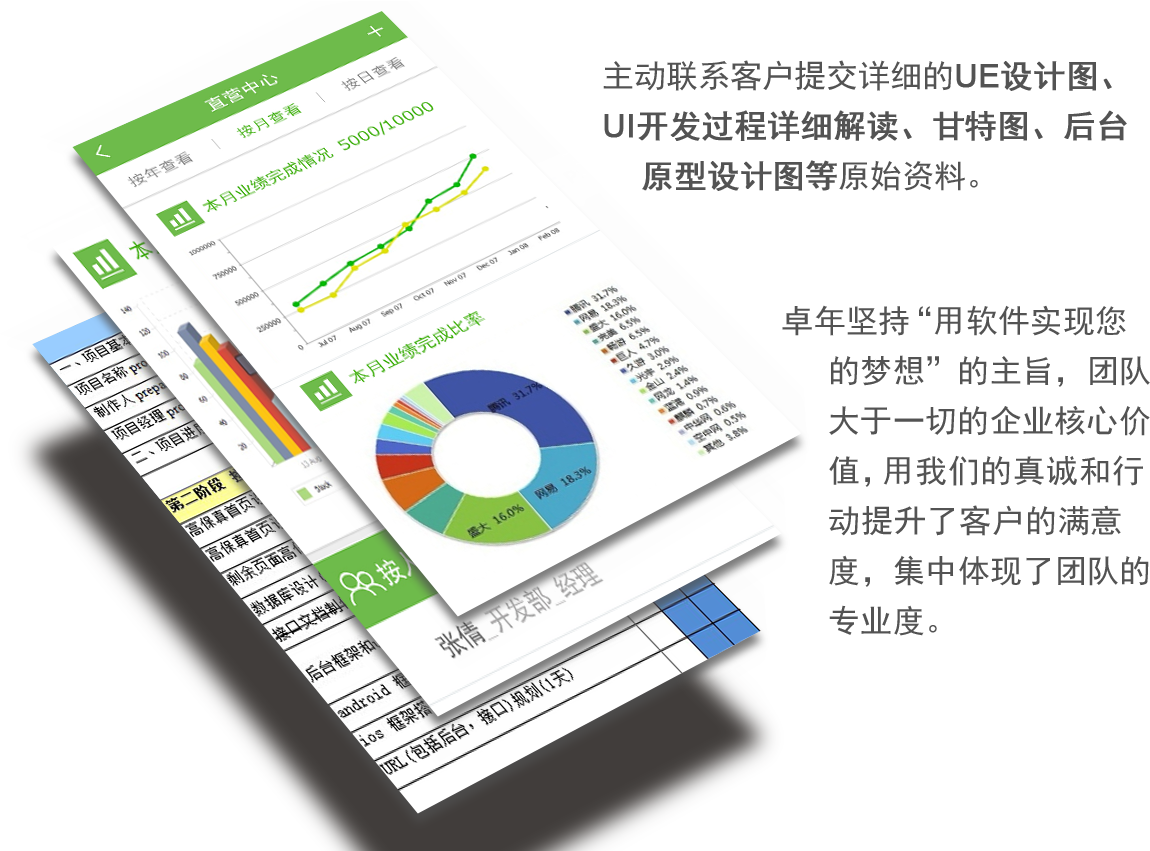 主动联系客户提交详细的UE设计图、
UI开发过程详细解读、甘特图、后台
原型设计图等原始资料。
卓年坚持“用软件实现您
的梦想”的主旨，团队
大于一切的企业核心价
值,用我们的真诚和行
动提升了客户的满意
度，集中体现了团队的
专业度。
直营中心
按年查看 | 按月查看 | 按日查看
本月业绩完成情况 5000/10000
1000000
750000
500000
250000
0
Jul 07 Aug 07 Sep 07 Oct 07 Nov 07 Dec 07 Jan 08 Feb 08
本月业绩完成比率
腾讯 31.7%
网易 18.3%
盛大 16.0%
腾讯 31.7%
网易 18.3%
盛大 16.0%
完美 6.5%
畅游 6.5%
巨人 4.7%
久游 3.0%
光宇 2.9%
金山 2.4%
网龙 1.4%
蓝港 0.9%
麒麟 0.7%
中华网 0.6%
空中网 0.5%
其他 3.8%
本
140
120
100
80
60
40
20
Stock
按
张倩_开发部_经理
一、项目基本
项目名称 pro
制作人 prepa
项目经理 pro
二、项目进
第二阶段
高保真首页
高保真首页
剩余页面高
数据库设计
接口文档制
后台框架和
android 框
ios 框架搭
URL(包括后台，接口)规划(1天)